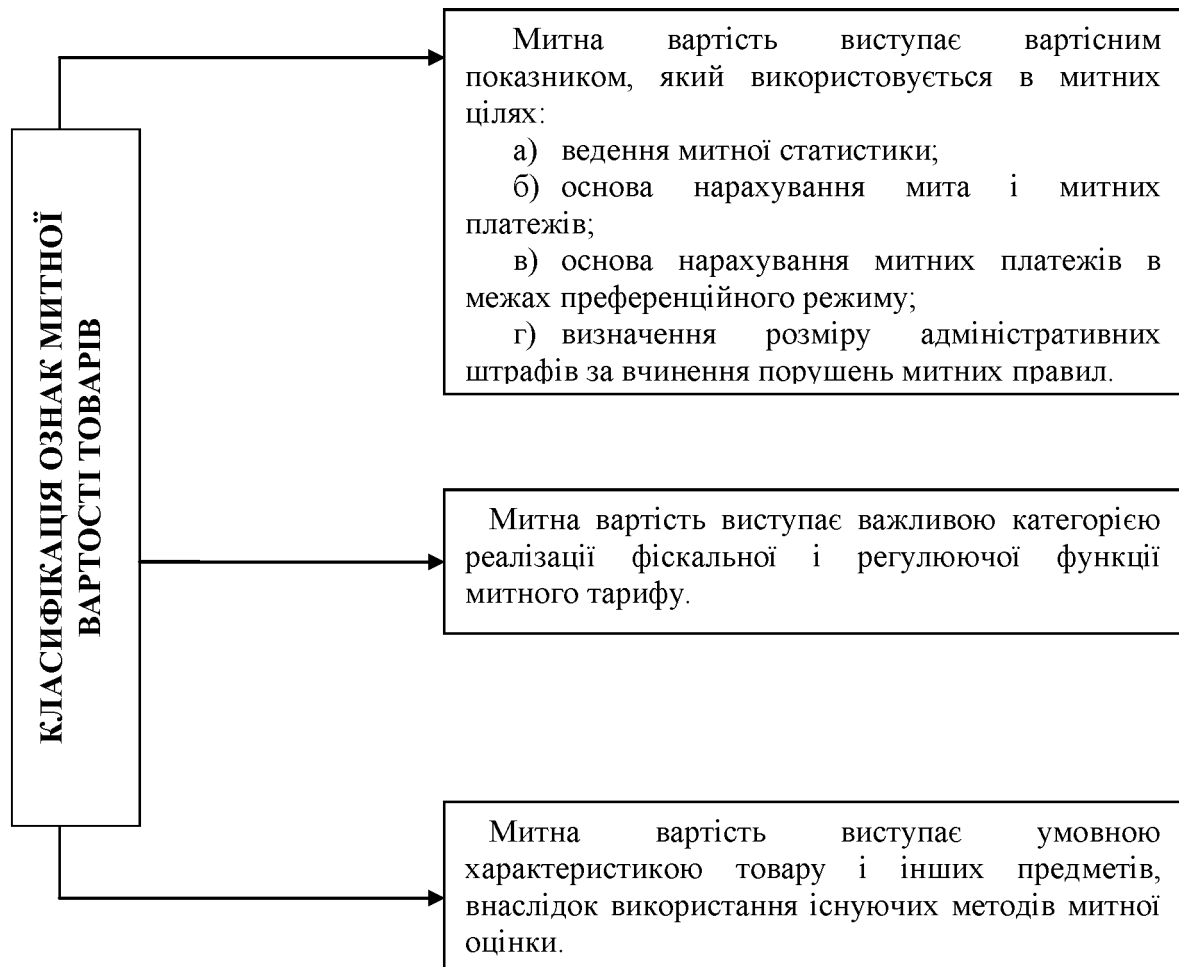 КЛАСИФІКАЦІЯ ОЗНАК МИТНОЇ
ВАРТОСТІ ТОВАРІВ
Митна вартість виступає вартісним
показником, який використовується в митних
цілях:
а) ведення митної статистики;
б) основа нарахування мита і митних
платежів;
в) основа нарахування митних платежів в
межах преференційного режиму;
г) визначення розміру адміністративних
штрафів за вчинення порушень митних правил.
Митна вартість виступає важливою категорією
реалізації фіскальної і регулюючої функції
митного тарифу.
Митна вартість виступає умовною
характеристикою товару і інших предметів,
внаслідок використання існуючих методів митної
оцінки.